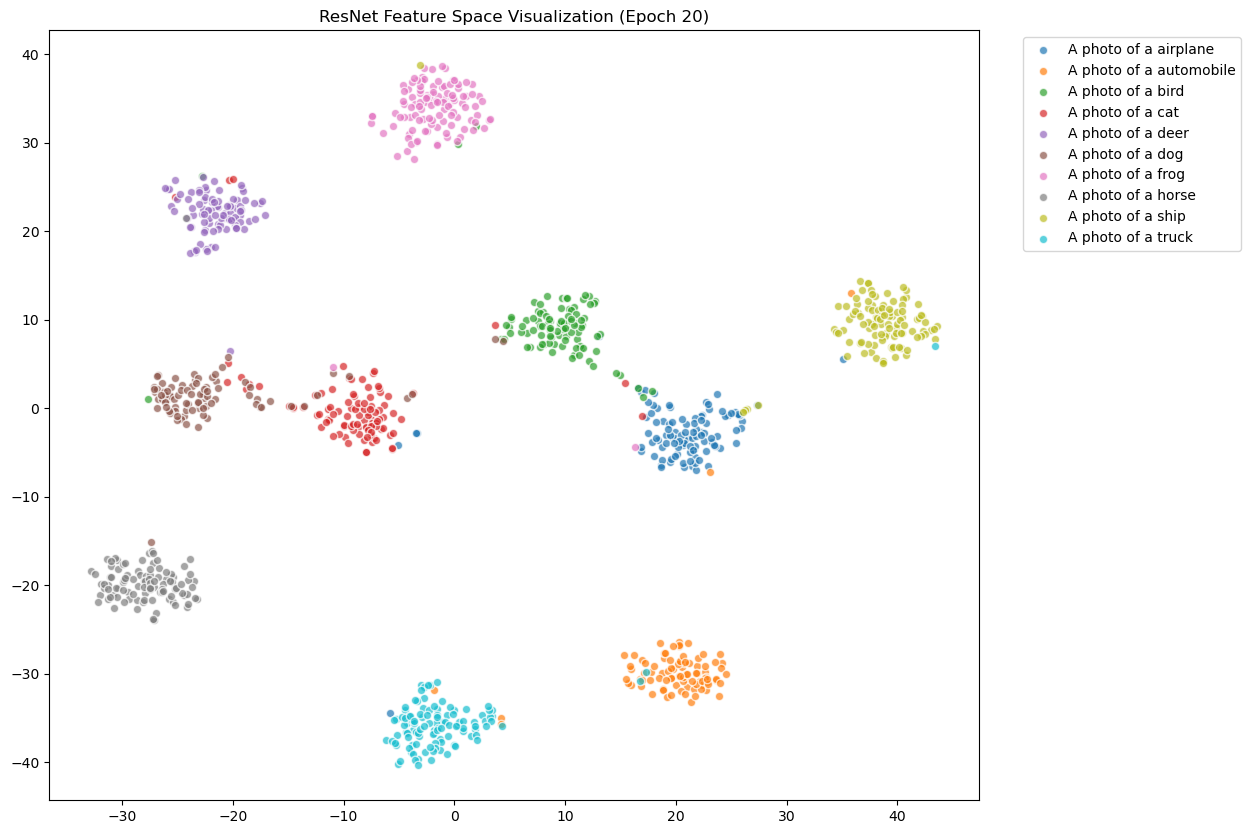 ResNet Feature Space Visualization (Epoch 20)
40
30
20
10
0
−10
−20
−30
−40
−30
−20
−10
0
10
20
30
40
A photo of a airplane
A photo of a automobile
A photo of a bird
A photo of a cat
A photo of a deer
A photo of a dog
A photo of a frog
A photo of a horse
A photo of a ship
A photo of a truck